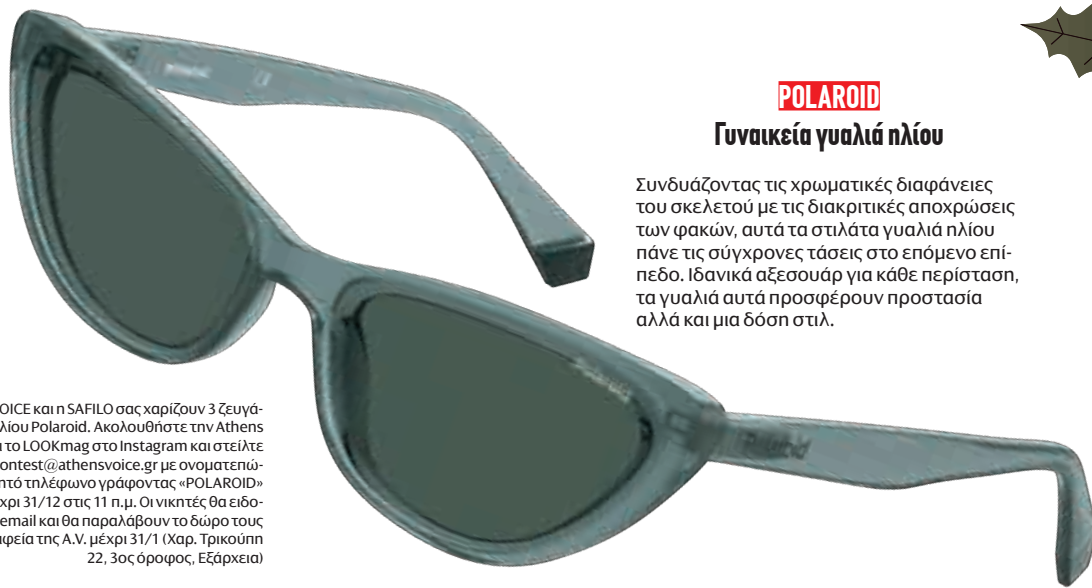 POLAROID
Γυναικεία γυαλιά ηλίου
Συνδυάζοντας τις χρωματικές διαφάνειες
του σκελετού με τις διακριτικές αποχρώσεις
των φακών, αυτά τα στιλάτα γυαλιά ηλίου
πάνε τις σύγχρονες τάσεις στο επόμενο επί-
πεδο. Ιδανικά αξεσουάρ για κάθε περίσταση,
τα γυαλιά αυτά προσφέρουν προστασία
αλλά και μια δόση στιλ.
OICE και η SAFILO σας χαρίζουν 3 ζευγά-
λίου Polaroid. Ακολουθήστε την Athens
το LOOKmag στο Instagram και στείλτε
ontest@athensvoice.gr με ονοματεπώ-
ητό τηλέφωνο γράφοντας «POLAROID»
χρι 31/12 στις 11 π.μ. Οι νικητές θα ειδο-
email και θα παραλάβουν το δώρο τους
αφεία της A.V. μέχρι 31/1 (Χαρ. Τρικούπη
22, 3ος όροφος, Εξάρχεια)
Polaroid
Polaroid